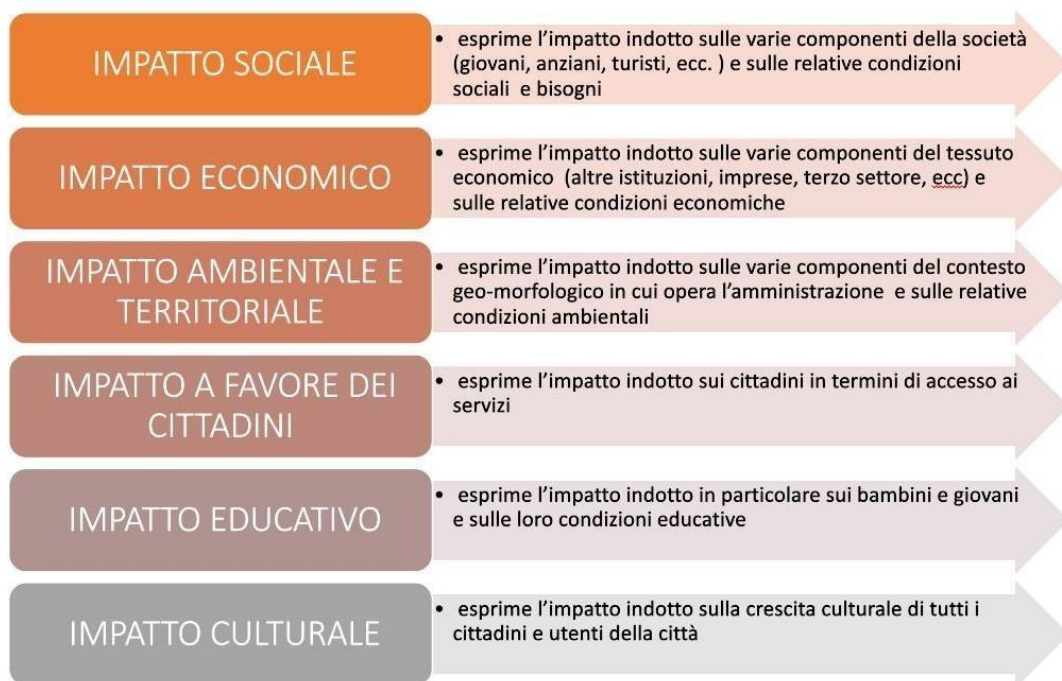 IMPATTO SOCIALE
• esprime l’impatto indotto sulle varie componenti della società
(giovani, anziani, turisti, ecc. ) e sulle relative condizioni
sociali e bisogni
IMPATTO ECONOMICO
• esprime l’impatto indotto sulle varie componenti del tessuto
economico (altre istituzioni, imprese, terzo settore, ecc) e
sulle relative condizioni economiche
IMPATTO AMBIENTALE E
TERRITORIALE
• esprime l’impatto indotto sulle varie componenti del contesto
geo-morfologico in cui opera l’amministrazione e sulle relative
condizioni ambientali
IMPATTO A FAVORE DEI
CITTADINI
• esprime l’impatto indotto sui cittadini in termini di accesso ai
servizi
IMPATTO EDUCATIVO
• esprime l’impatto indotto in particolare sui bambini e giovani
e sulle loro condizioni educative
IMPATTO CULTURALE
• esprime l’impatto indotto sulla crescita culturale di tutti i
cittadini e utenti della città